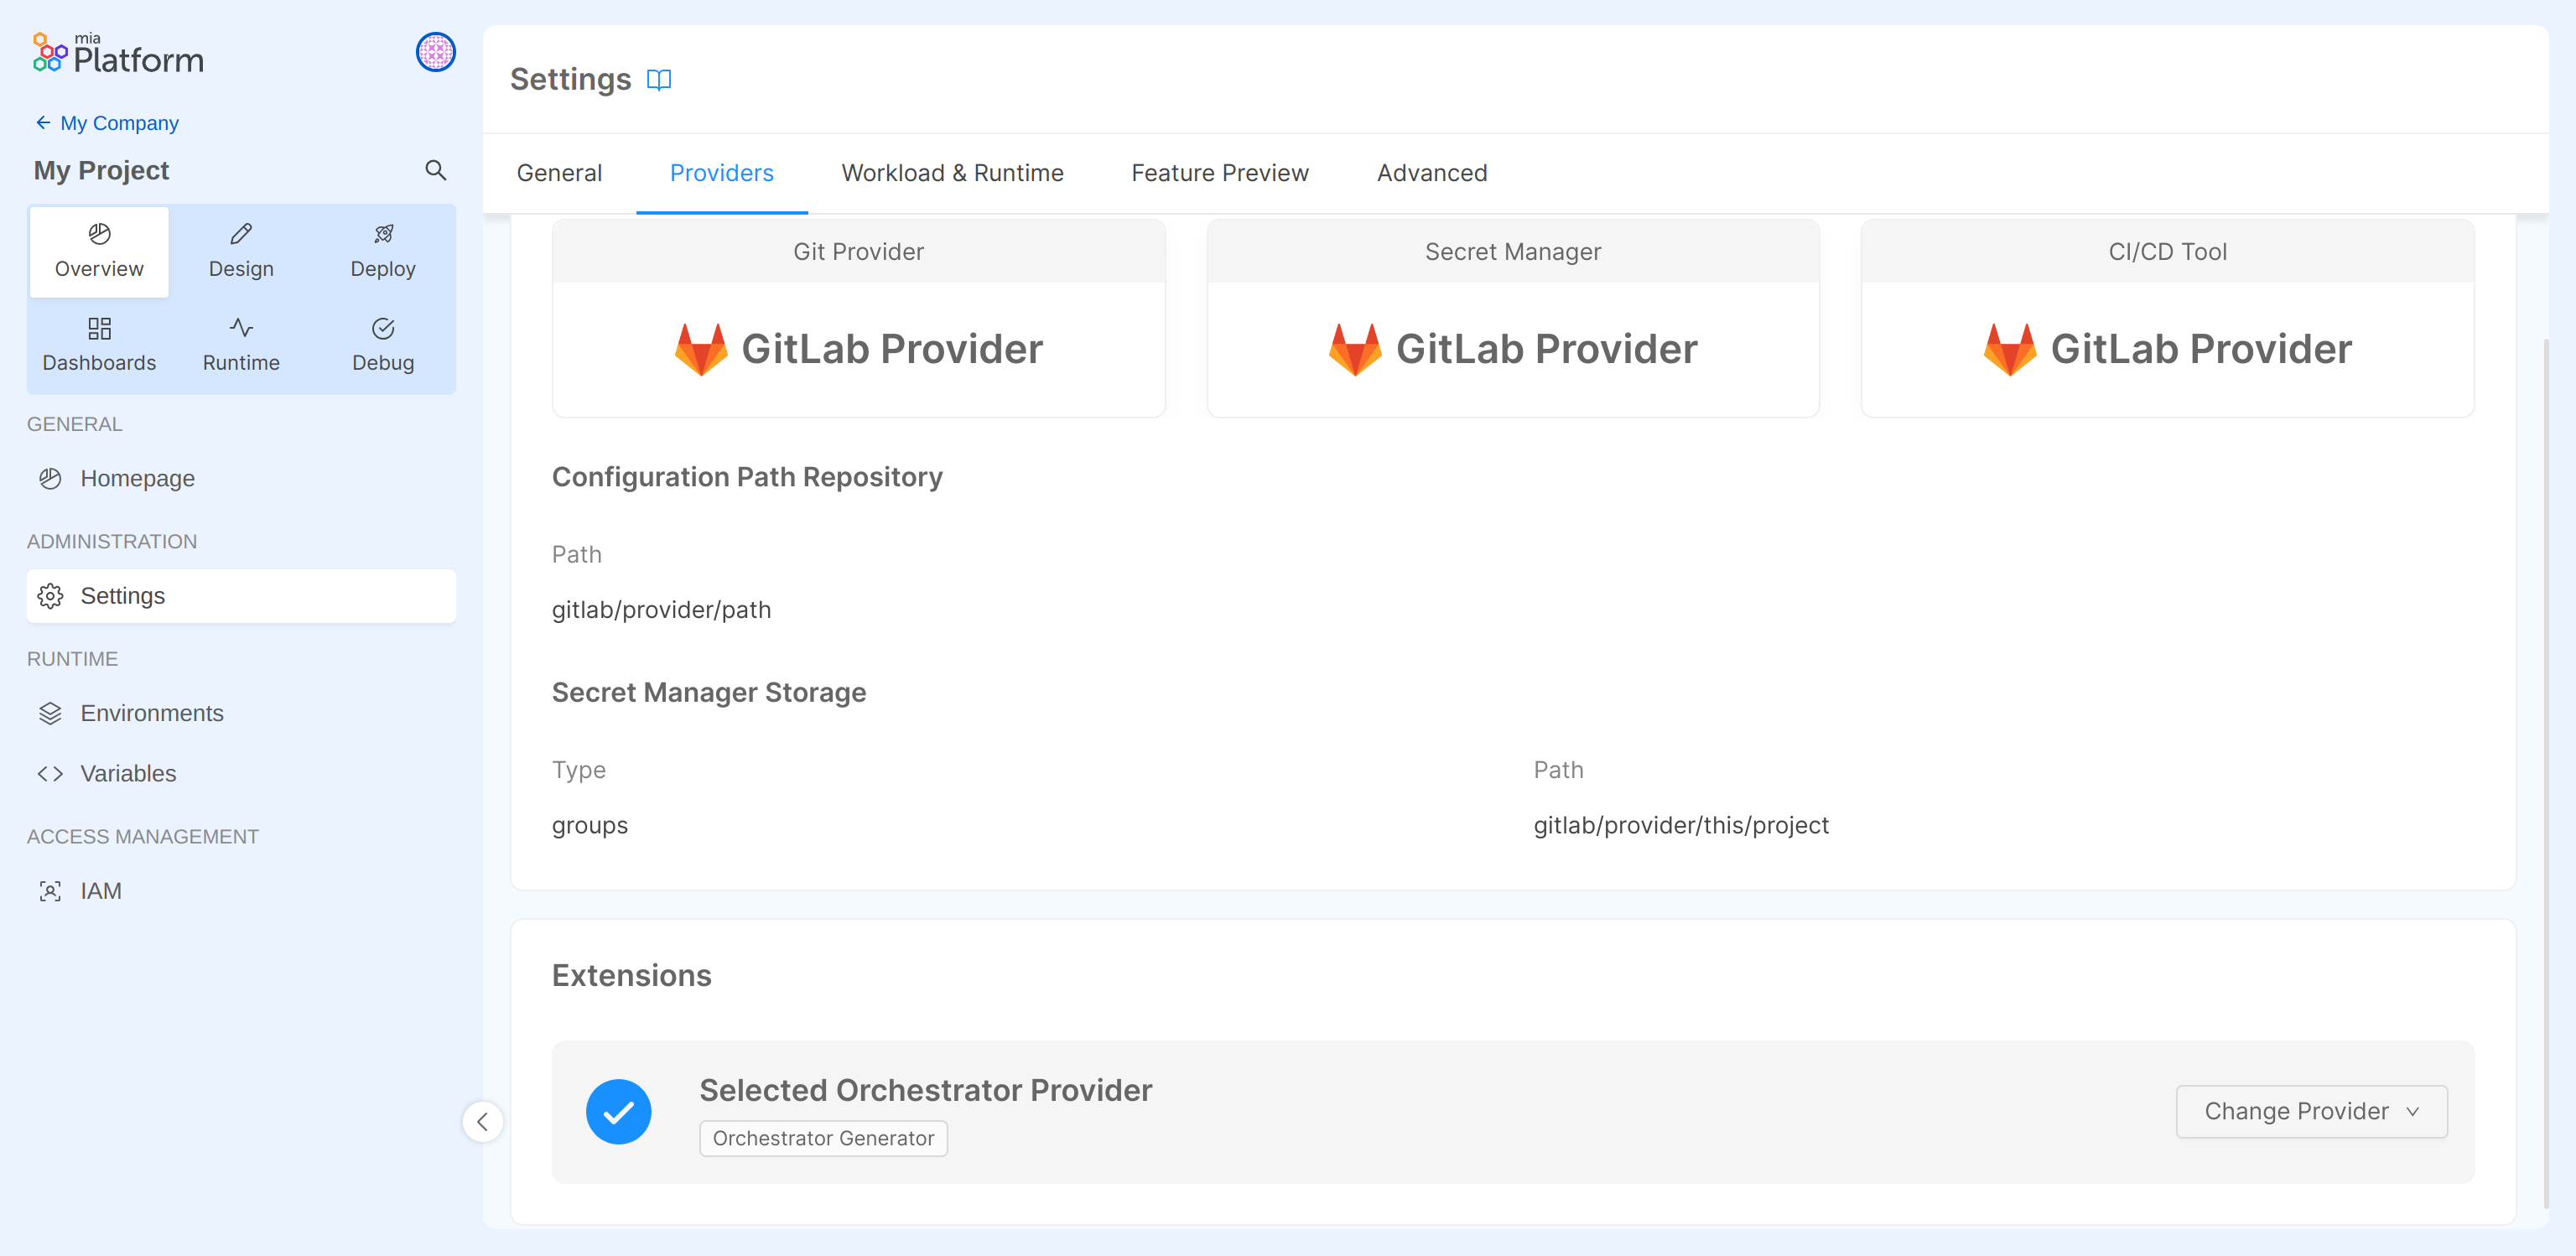 mia
Platform
My Company
My Project
Overview
Design
Deploy
Dashboards
Runtime
Debug
GENERAL
Homepage
ADMINISTRATION
Settings
RUNTIME
Environments
Variables
ACCESS MANAGEMENT
IAM
Settings
General
Providers
Workload & Runtime
Feature Preview
Advanced
Git Provider
GitLab Provider
Secret Manager
GitLab Provider
CI/CD Tool
GitLab Provider
Configuration Path Repository
Path
gitlab/provider/path
Secret Manager Storage
Type
groups
Path
gitlab/provider/this/project
Extensions
Selected Orchestrator Provider
Orchestrator Generator
Change Provider